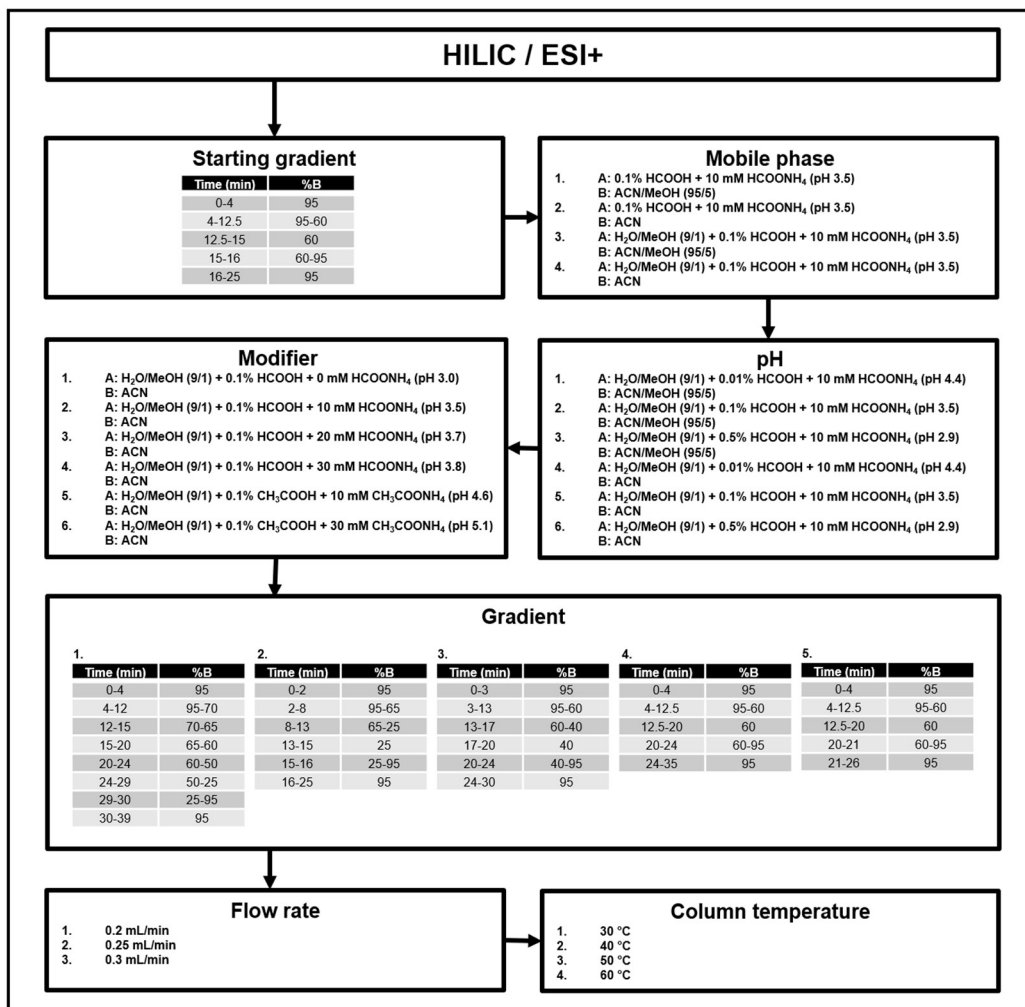 HILIC / ESI+
Starting gradient
Time (min) %B
0-4 95
4-12.5 95-60
12.5-15 60
15-16 60-95
16-25 95
Mobile phase
1. A: 0.1% HCOOH + 10 mM HCOONH₄ (pH 3.5)
B: ACN/MeOH (95/5)
2. A: 0.1% HCOOH + 10 mM HCOONH₄ (pH 3.5)
B: ACN
3. A: H₂O/MeOH (9/1) + 0.1% HCOOH + 10 mM HCOONH₄ (pH 3.5)
B: ACN/MeOH (95/5)
4. A: H₂O/MeOH (9/1) + 0.1% HCOOH + 10 mM HCOONH₄ (pH 3.5)
B: ACN
pH
1. A: H₂O/MeOH (9/1) + 0.01% HCOOH + 10 mM HCOONH₄ (pH 4.4)
B: ACN/MeOH (95/5)
2. A: H₂O/MeOH (9/1) + 0.1% HCOOH + 10 mM HCOONH₄ (pH 3.5)
B: ACN/MeOH (95/5)
3. A: H₂O/MeOH (9/1) + 0.5% HCOOH + 10 mM HCOONH₄ (pH 2.9)
B: ACN/MeOH (95/5)
4. A: H₂O/MeOH (9/1) + 0.01% HCOOH + 10 mM HCOONH₄ (pH 4.4)
B: ACN
5. A: H₂O/MeOH (9/1) + 0.1% HCOOH + 10 mM HCOONH₄ (pH 3.5)
B: ACN
6. A: H₂O/MeOH (9/1) + 0.5% HCOOH + 10 mM HCOONH₄ (pH 2.9)
B: ACN
Modifier
1. A: H₂O/MeOH (9/1) + 0.1% HCOOH + 0 mM HCOONH₄ (pH 3.0)
B: ACN
2. A: H₂O/MeOH (9/1) + 0.1% HCOOH + 10 mM HCOONH₄ (pH 3.5)
B: ACN
3. A: H₂O/MeOH (9/1) + 0.1% HCOOH + 20 mM HCOONH₄ (pH 3.7)
B: ACN
4. A: H₂O/MeOH (9/1) + 0.1% HCOOH + 30 mM HCOONH₄ (pH 3.8)
B: ACN
5. A: H₂O/MeOH (9/1) + 0.1% CH₃COOH + 10 mM CH₃COONH₄ (pH 4.6)
B: ACN
6. A: H₂O/MeOH (9/1) + 0.1% CH₃COOH + 30 mM CH₃COONH₄ (pH 5.1)
B: ACN
Gradient
1.
Time (min) %B
0-4 95
4-12 95-70
12-15 70-65
15-20 65-60
20-24 60-50
24-29 50-25
29-30 25-95
30-39 95
2.
Time (min) %B
0-2 95
2-8 95-65
8-13 65-25
13-15 25
15-16 25-95
16-25 95
3.
Time (min) %B
0-3 95
3-13 95-60
13-17 60-40
17-20 40
20-24 40-95
24-30 95
4.
Time (min) %B
0-4 95
4-12.5 95-60
12.5-20 60
20-24 60-95
24-35 95
5.
Time (min) %B
0-4 95
4-12.5 95-60
12.5-20 60
20-21 60-95
21-26 95
Flow rate
1. 0.2 mL/min
2. 0.25 mL/min
3. 0.3 mL/min
Column temperature
1. 30 °C
2. 40 °C
3. 50 °C
4. 60 °C